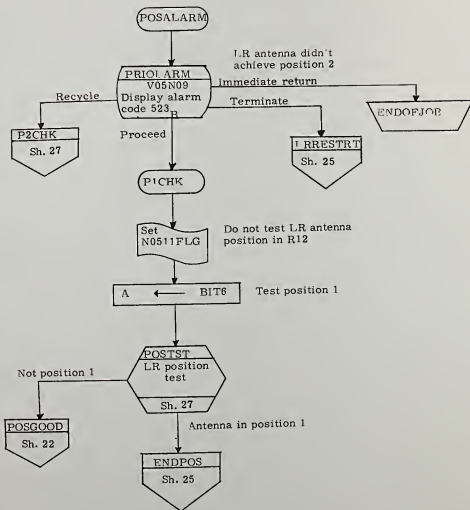 POSALARM
LR antenna didn't
achieve position 2
PRIOLARM
V05N09
Display alarm
code 523
B
Immediate return
Recycle
Terminate
ENDOFJOB
P2CHK
Sh. 27
Proceed
LRRESTRT
Sh. 25
P1CHK
Set
N0511FLG
Do not test LR antenna
position in R12
A ← BIT6
Test position 1
POSTST
LR position
test
Sh. 27
Not position 1
Antenna in position 1
POSGOOD
Sh. 22
ENDPOS
Sh. 25